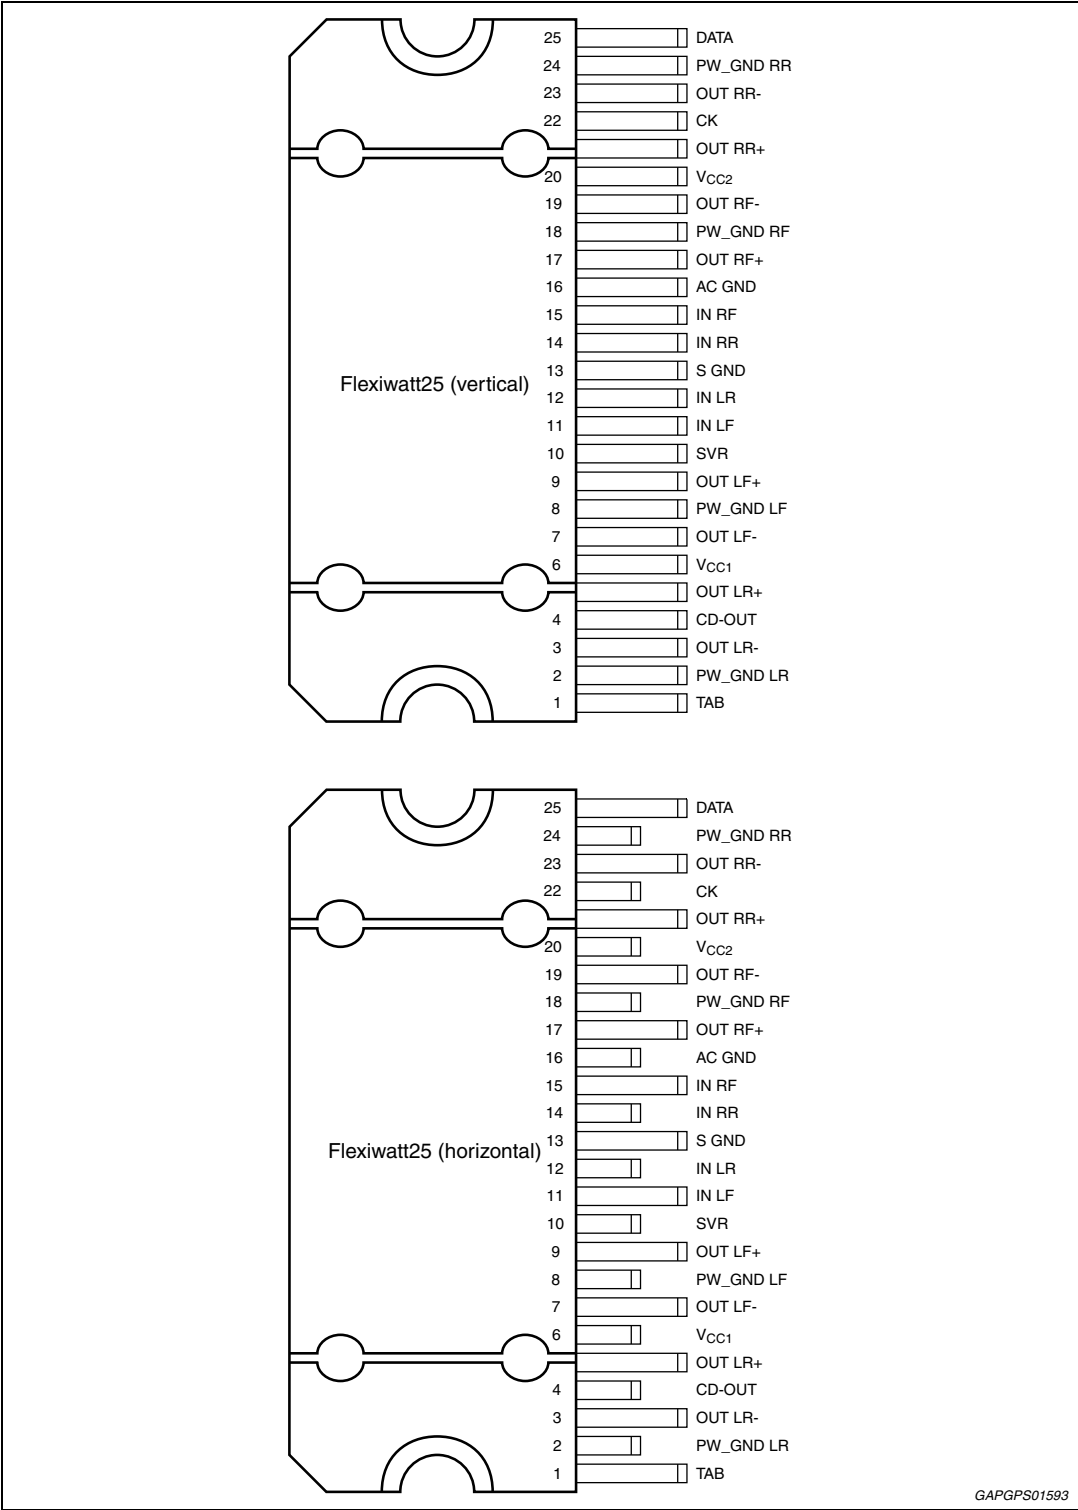 25 DATA
24 PW_GND RR
23 OUT RR-
22 CK
OUT RR+
20 VCC2
19 OUT RF-
18 PW_GND RF
17 OUT RF+
16 AC GND
15 IN RF
14 IN RR
13 S GND
Flexiwatt25 (vertical)
12 IN LR
11 IN LF
10 SVR
9 OUT LF+
8 PW_GND LF
7 OUT LF-
6 VCC1
OUT LR+
4 CD-OUT
3 OUT LR-
2 PW_GND LR
1 TAB
25 DATA
24 PW_GND RR
23 OUT RR-
22 CK
OUT RR+
20 VCC2
19 OUT RF-
18 PW_GND RF
17 OUT RF+
16 AC GND
15 IN RF
14 IN RR
13 S GND
Flexiwatt25 (horizontal)
12 IN LR
11 IN LF
10 SVR
9 OUT LF+
8 PW_GND LF
7 OUT LF-
6 VCC1
OUT LR+
4 CD-OUT
3 OUT LR-
2 PW_GND LR
1 TAB
GAPGPS01593